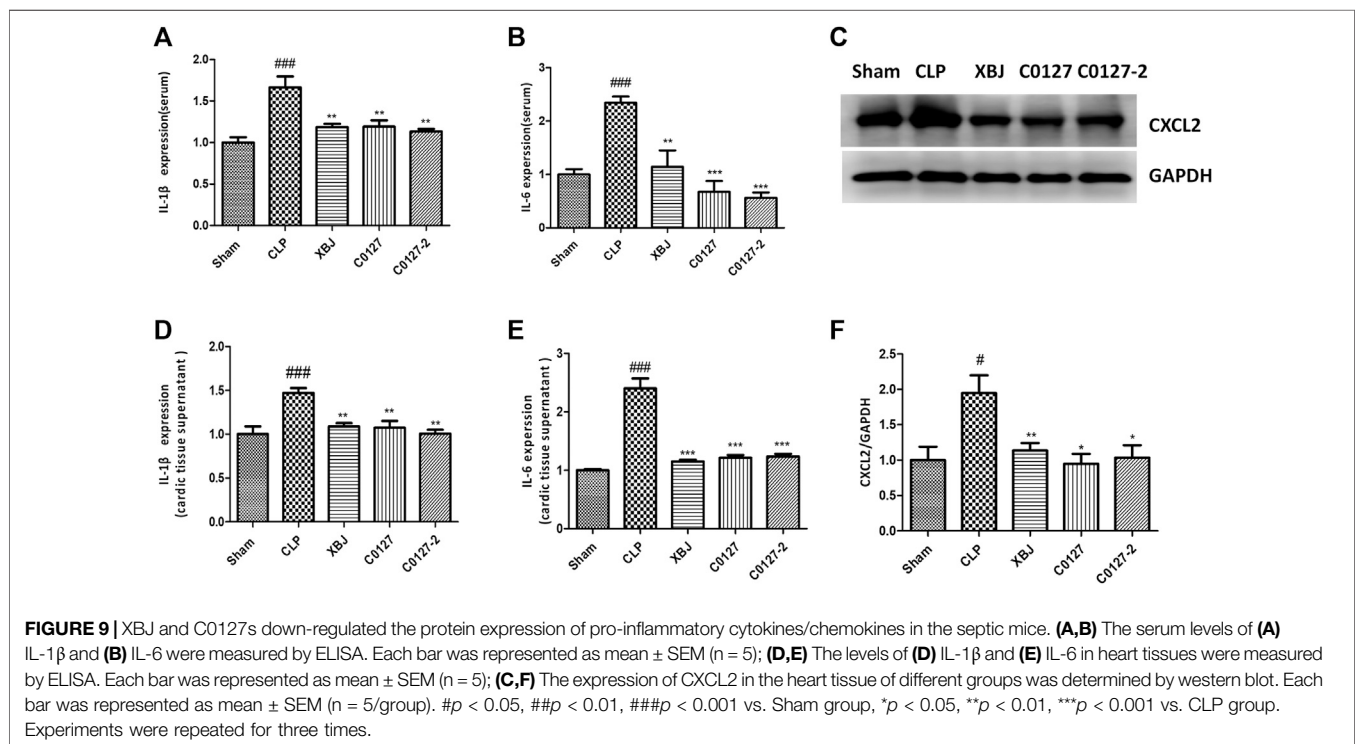 A
IL-1β expression(serum)
2.0
1.5
1.0
0.5
0.0
###
**
**
**
Sham
CLP
XBJ
C0127
C0127-2
B
IL-6 experssion(serum)
3
2
1
0
###
**
***
***
Sham
CLP
XBJ
C0127
C0127-2
C
Sham CLP XBJ C0127 C0127-2
CXCL2
GAPDH
D
IL-1β expression
(cardic tissue supernatant )
2.0
1.5
1.0
0.5
0.0
###
**
**
**
Sham
CLP
XBJ
C0127
C0127-2
E
IL-6 experssion
(cardic tissue supernatant )
3
2
1
0
###
***
***
***
Sham
CLP
XBJ
C0127
C0127-2
F
CXCL2/GAPDH
2.5
2.0
1.5
1.0
0.5
0.0
#
**
*
*
Sham
CLP
XBJ
C0127
C0127-2
FIGURE 9 | XBJ and C0127s down-regulated the protein expression of pro-inflammatory cytokines/chemokines in the septic mice. (A,B) The serum levels of (A)
IL-1β and (B) IL-6 were measured by ELISA. Each bar was represented as mean ± SEM (n = 5); (D,E) The levels of (D) IL-1β and (E) IL-6 in heart tissues were measured
by ELISA. Each bar was represented as mean ± SEM (n = 5); (C,F) The expression of CXCL2 in the heart tissue of different groups was determined by western blot. Each
bar was represented as mean ± SEM (n = 5/group). #p < 0.05, ##p < 0.01, ###p < 0.001 vs. Sham group, *p < 0.05, **p < 0.01, ***p < 0.001 vs. CLP group.
Experiments were repeated for three times.